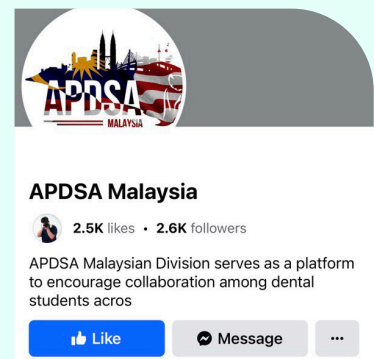 APDSA
MALAYSIA
APDSA Malaysia
2.5K likes • 2.6K followers
APDSA Malaysian Division serves as a platform
to encourage collaboration among dental
students acros
Like
Message
...